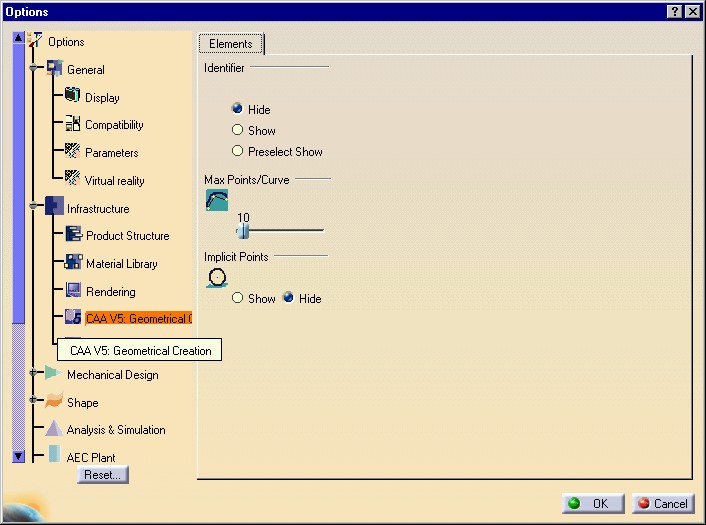 Options
Options
General
Display
Compatibility
Parameters
Virtual reality
Infrastructure
Product Structure
Material Library
Rendering
CAA V5: Geometrical C
CAA V5: Geometrical Creation
Mechanical Design
Shape
Analysis & Simulation
AEC Plant
Reset...
Elements
Identifier
Hide
Show
Preselect Show
Max Points/Curve
10
Implicit Points
Show Hide
OK Cancel